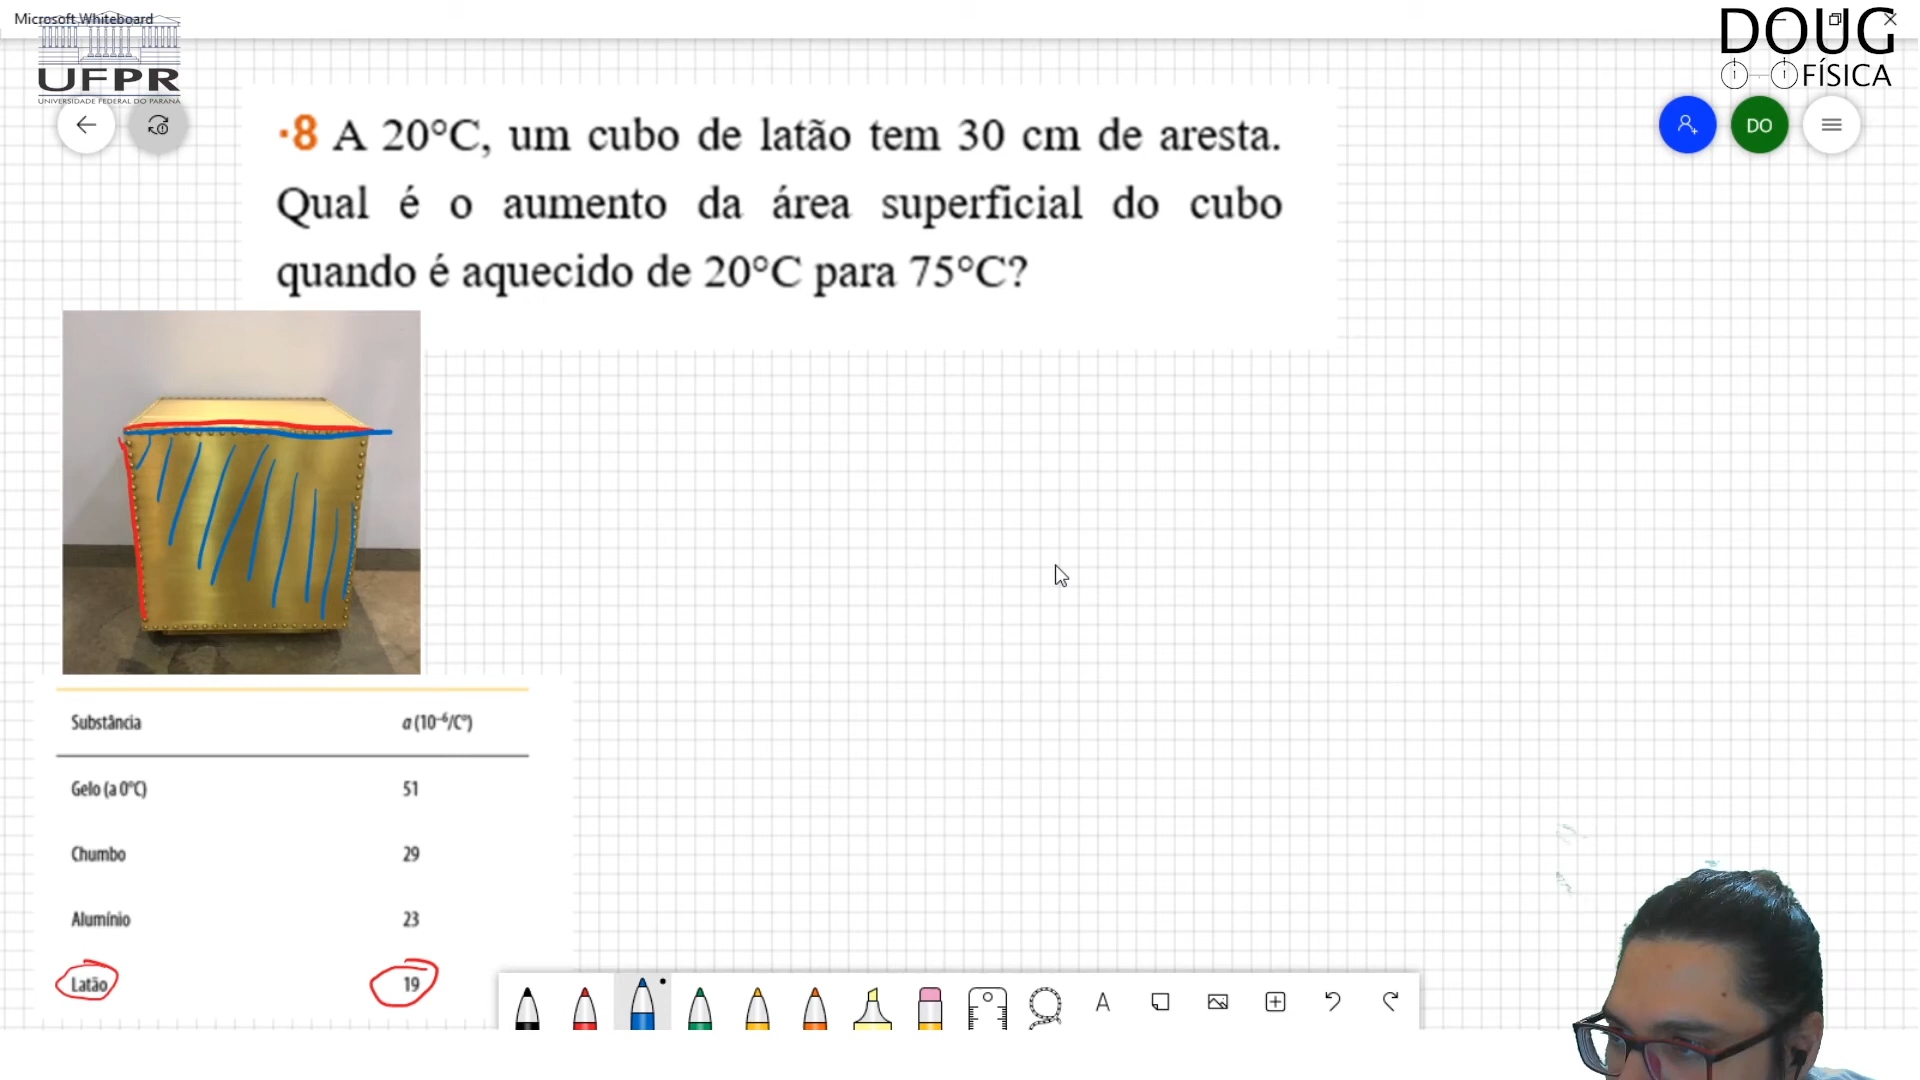 Microsoft Whiteboard
UFPR
UNIVERSIDADE FEDERAL DO PARANÁ
DOUG
FÍSICA
DO
·8 A 20°C, um cubo de latão tem 30 cm de aresta.
Qual é o aumento da área superficial do cubo
quando é aquecido de 20°C para 75°C?
Substância a (10⁻⁶/C°)
Gelo (a 0°C) 51
Chumbo 29
Alumínio 23
Latão 19
A